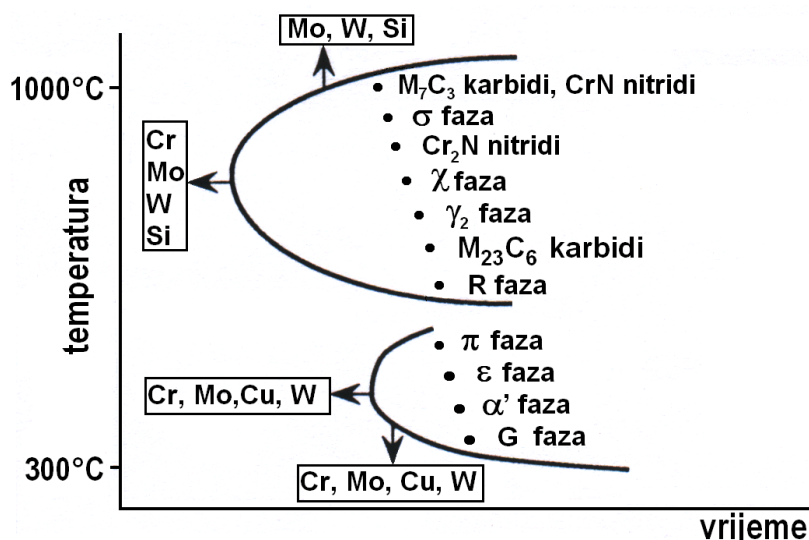 Mo, W, Si
1000°C
M₇C₃ karbidi, CrN nitridi
σ faza
Cr₂N nitridi
χ faza
γ₂ faza
M₂₃C₆ karbidi
R faza
Cr
Mo
W
Si
temperatura
π faza
ε faza
α' faza
G faza
Cr, Mo,Cu, W
300°C
Cr, Mo, Cu, W
vrijeme